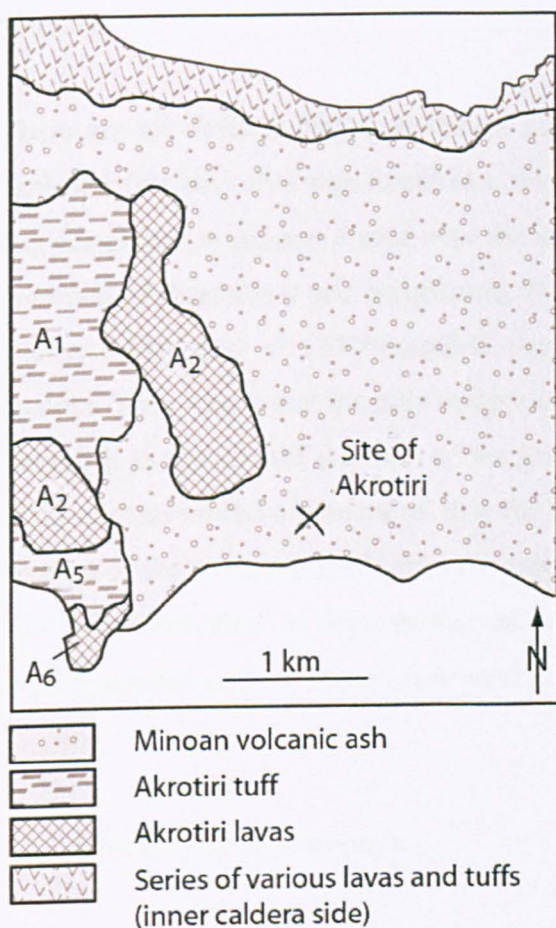 A1
A2
A2
Site of
Akrotiri
A5
A6
1 km
N
Minoan volcanic ash
Akrotiri tuff
Akrotiri lavas
Series of various lavas and tuffs
(inner caldera side)